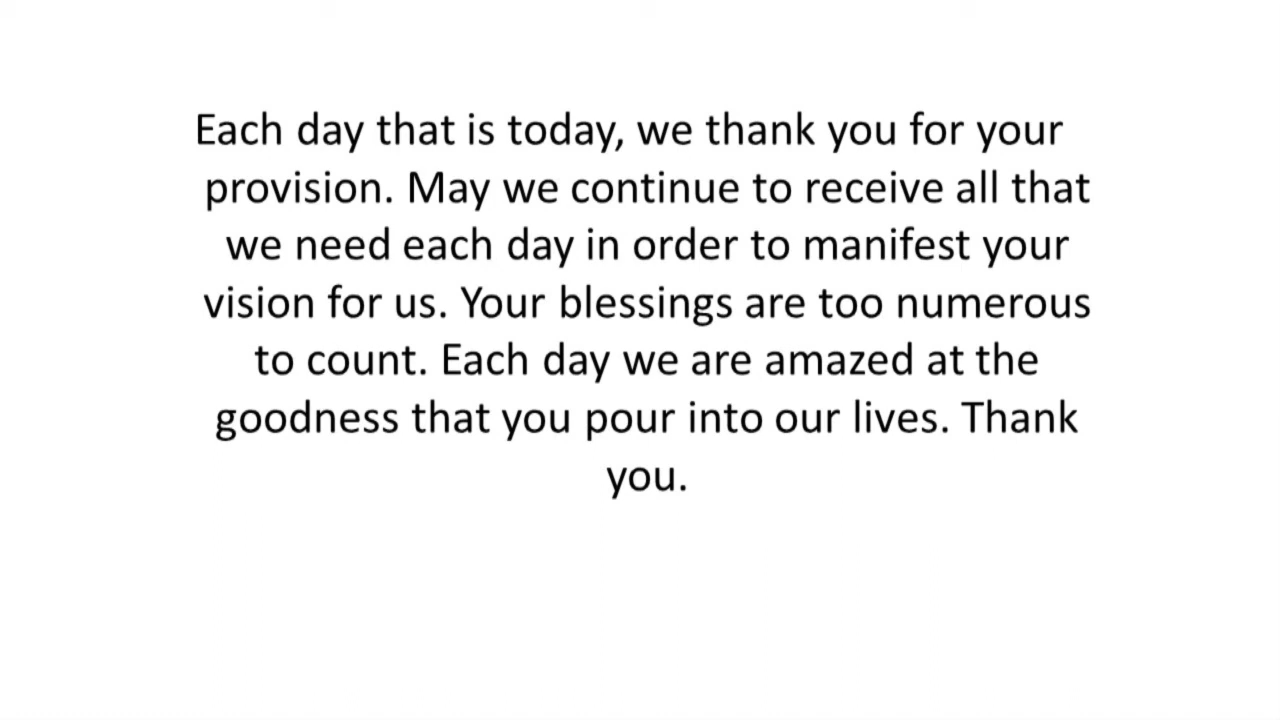 Each day that is today, we thank you for your
provision. May we continue to receive all that
we need each day in order to manifest your
vision for us. Your blessings are too numerous
to count. Each day we are amazed at the
goodness that you pour into our lives. Thank
you.